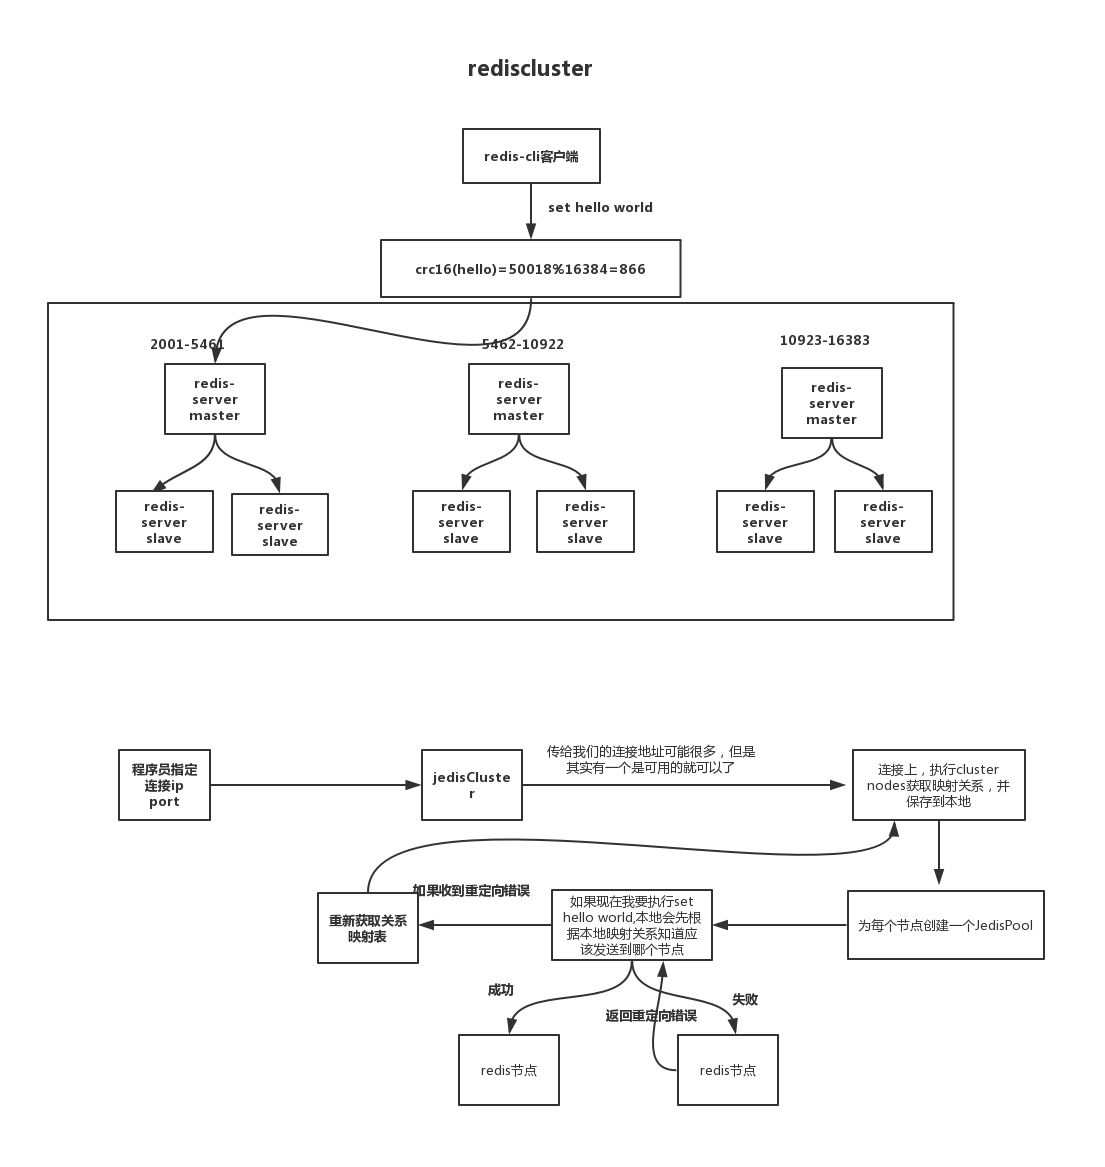 rediscluster
redis-cli客户端
set hello world
crc16(hello)=50018%16384=866
2001-5461
5462-10922
10923-16383
redis-
server
master
redis-
server
master
redis-
server
master
redis-
server
slave
redis-
server
slave
redis-
server
slave
redis-
server
slave
redis-
server
slave
redis-
server
slave
程序员指定
连接ip
port
jedisCluste
r
传给我们的连接地址可能很多，但是
其实有一个是可用的就可以了
连接上，执行cluster
nodes获取映射关系，并
保存到本地
为每个节点创建一个JedisPool
如果现在我要执行set
hello world,本地会先根
据本地映射关系知道应
该发送到哪个节点
如果收到重定向错误
重新获取关系
映射表
成功
失败
返回重定向错误
redis节点
redis节点